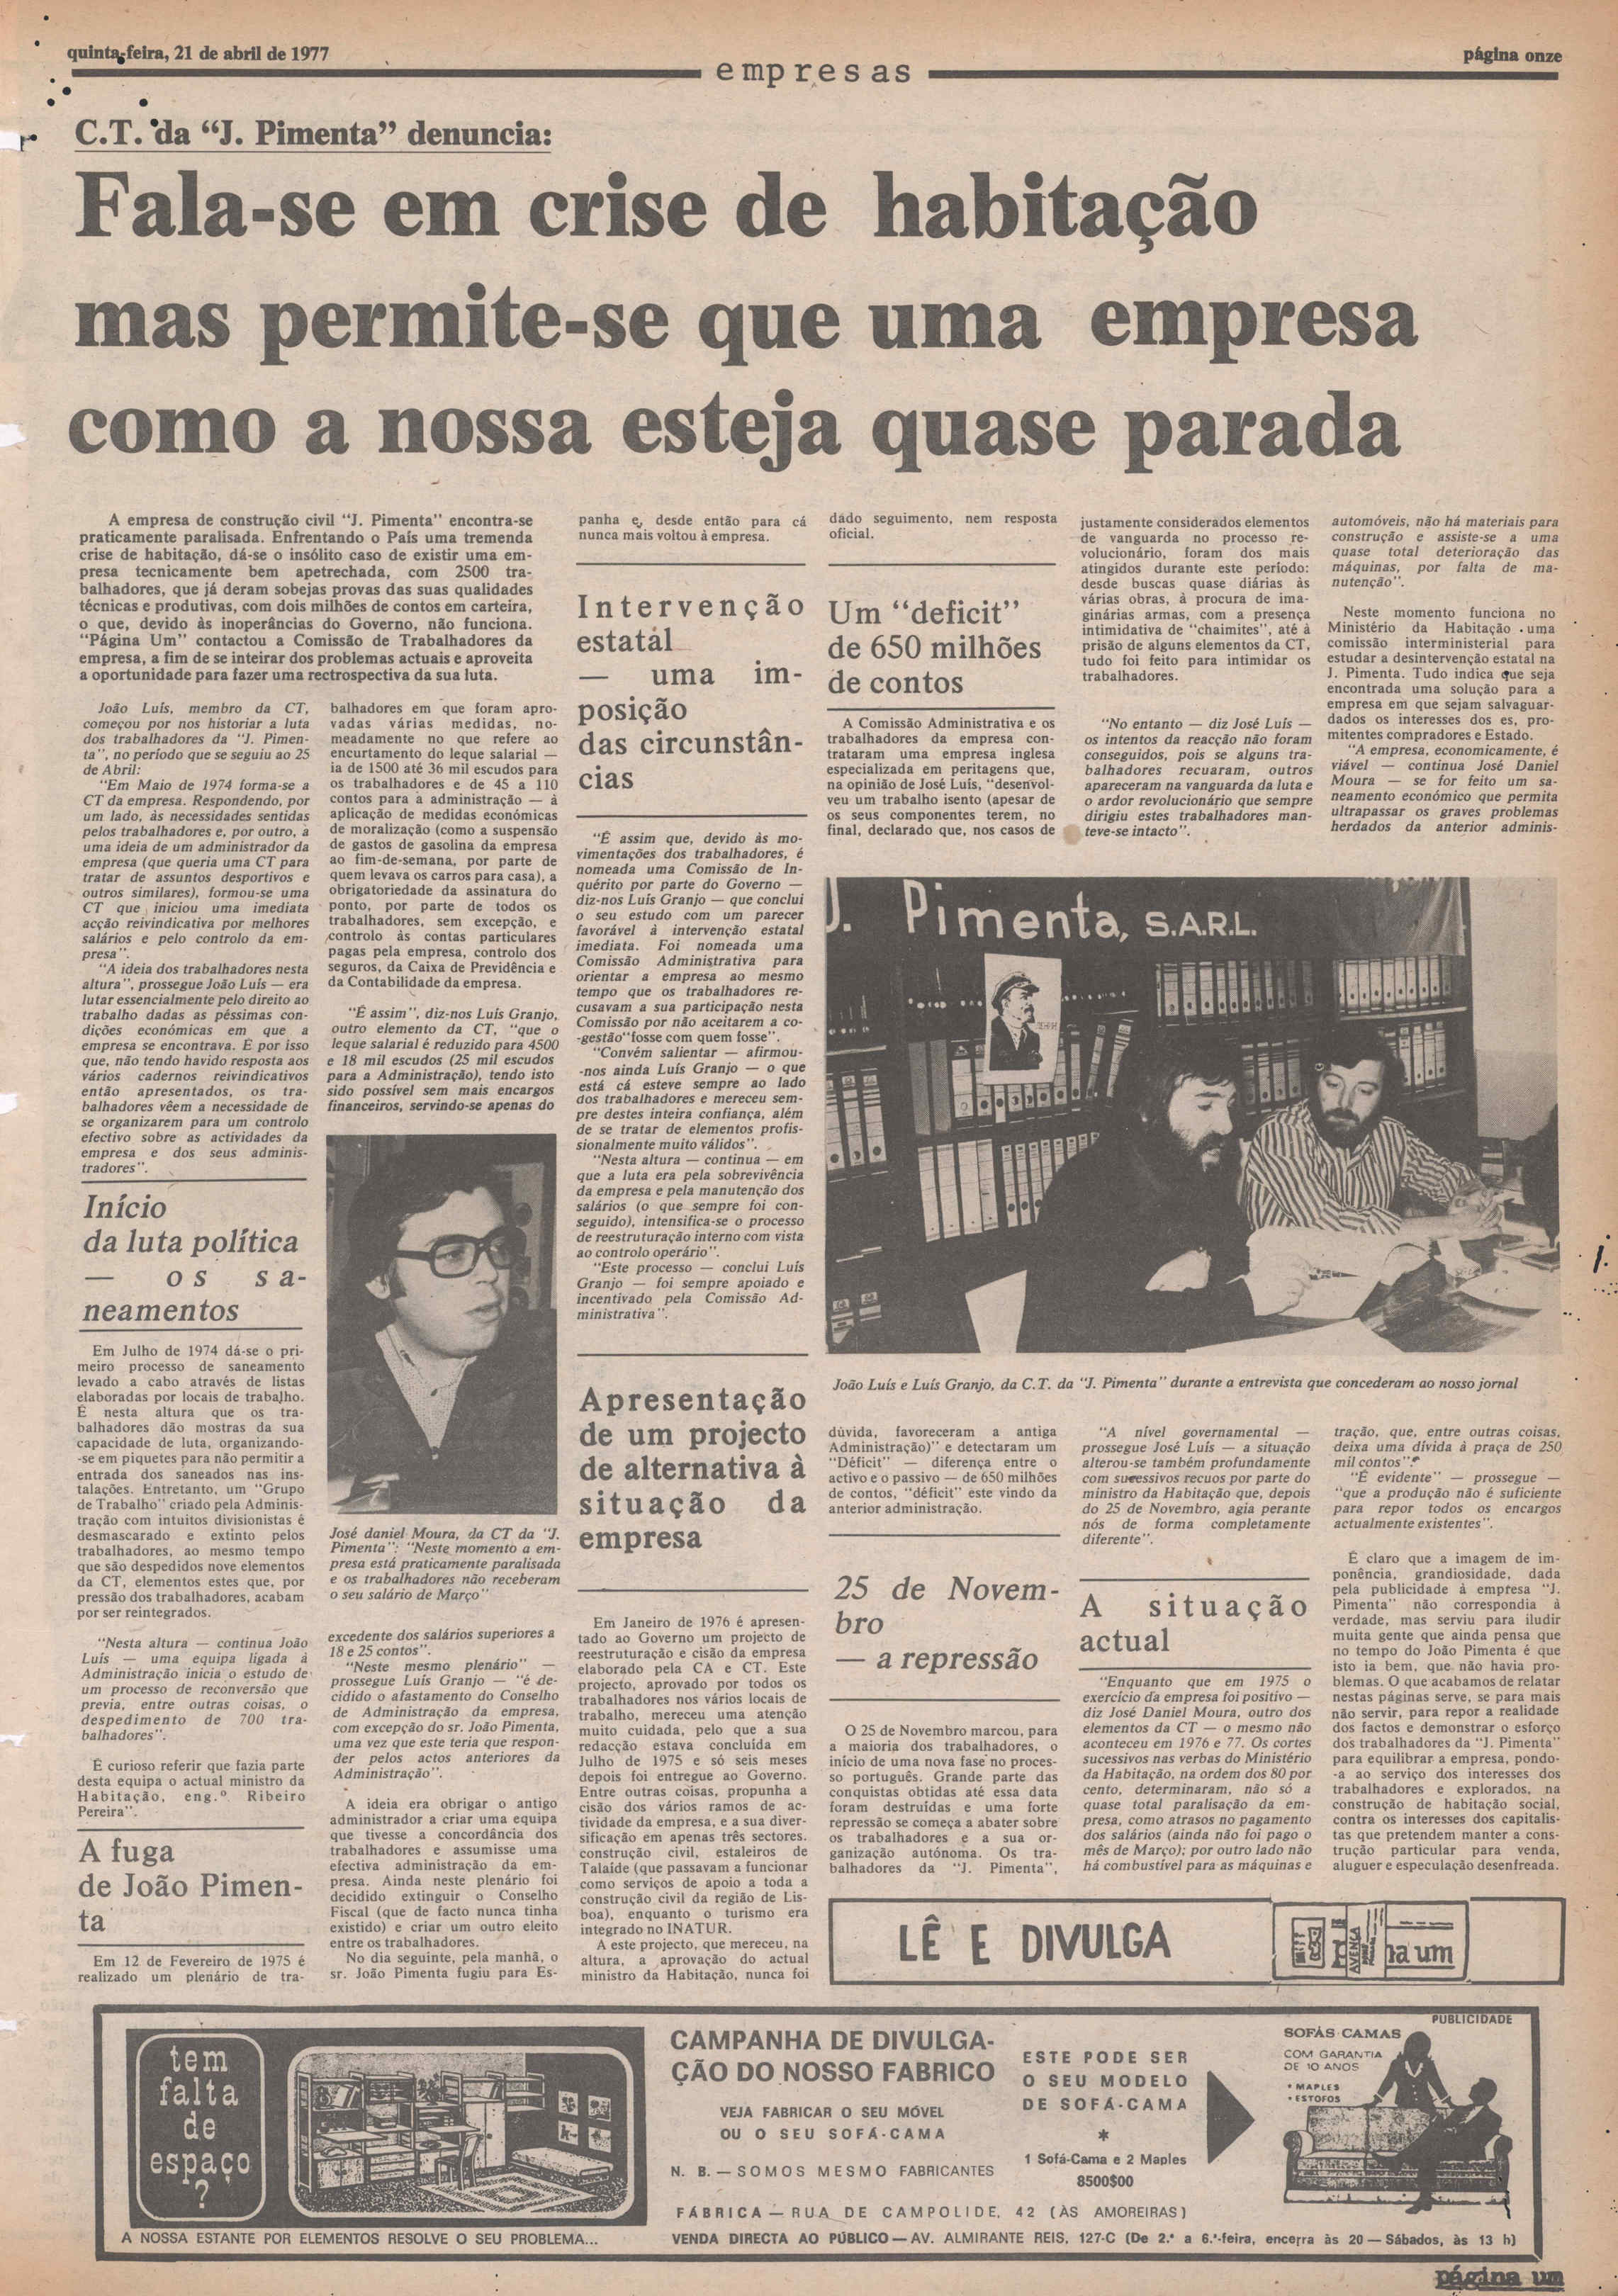 quinta-feira, 21 de abril de 1977
empresas
página onze
C.T. da “J. Pimenta” denuncia:
Fala-se em crise de habitação
mas permite-se que uma empresa
como a nossa esteja quase parada
A empresa de construção civil “J. Pimenta” encontra-se
praticamente paralisada. Enfrentando o País uma tremenda
crise de habitação, dá-se o insólito caso de existir uma em-
presa tecnicamente bem apetrechada, com 2500 tra-
balhadores, que já deram sobejas provas das suas qualidades
técnicas e produtivas, com dois milhões de contos em carteira,
o que, devido às inoperâncias do Governo, não funciona.
“Página Um” contactou a Comissão de Trabalhadores da
empresa, a fim de se inteirar dos problemas actuais e aproveita
a oportunidade para fazer uma rectrospectiva da sua luta.
João Luís, membro da CT,
começou por nos historiar a luta
dos trabalhadores da “J. Pimen-
ta”, no período que se seguiu ao 25
de Abril:
“Em Maio de 1974 forma-se a
CT da empresa. Respondendo, por
um lado, às necessidades sentidas
pelos trabalhadores e, por outro, à
uma ideia de um administrador da
empresa (que queria uma CT para
tratar de assuntos desportivos e
outros similares), formou-se uma
CT que iniciou uma imediata
acção reivindicativa por melhores
salários e pelo controlo da em-
presa”.
“A ideia dos trabalhadores nesta
altura”, prossegue João Luís — era
lutar essencialmente pelo direito ao
trabalho dadas as péssimas con-
dições económicas em que a
empresa se encontrava. E por isso
que, não tendo havido resposta aos
vários cadernos reivindicativos
então apresentados, os tra-
balhadores vêem a necessidade de
se organizarem para um controlo
efectivo sobre as actividades da
empresa e dos seus adminis-
tradores”.
Início
da luta política
— os sa-
neamentos
Em Julho de 1974 dá-se o pri-
meiro processo de saneamento
levado a cabo através de listas
elaboradas por locais de trabalho.
É nesta altura que os tra-
balhadores dão mostras da sua
capacidade de luta, organizando-
-se em piquetes para não permitir a
entrada dos saneados nas ins-
talações. Entretanto, um “Grupo
de Trabalho” criado pela Adminis-
tração com intuitos divisionistas é
desmascarado e extinto pelos
trabalhadores, ao mesmo tempo
que são despedidos nove elementos
da CT, elementos estes que, por
pressão dos trabalhadores, acabam
por ser reintegrados.
“Nesta altura — continua João
Luís — uma equipa ligada à
Administração inicia o estudo de
um processo de reconversão que
previa, entre outras coisas, o
despedimento de 700 tra-
balhadores”.
É curioso referir que fazia parte
desta equipa o actual ministro da
Habitação, eng.º Ribeiro
Pereira”.
A fuga
de João Pimen-
ta
Em 12 de Fevereiro de 1975 é
realizado um plenário de tra-
balhadores em que foram apro-
vadas várias medidas, no-
meadamente no que refere ao
encurtamento do leque salarial —
ia de 1500 até 36 mil escudos para
os trabalhadores e de 45 a 110
contos para a administração — à
aplicação de medidas económicas
de moralização (como a suspensão
de gastos de gasolina da empresa
ao fim-de-semana, por parte de
quem levava os carros para casa), a
obrigatoriedade da assinatura do
ponto, por parte de todos os
trabalhadores, sem excepção, e
controlo às contas particulares
pagas pela empresa, controlo dos
seguros, da Caixa de Previdência e
da Contabilidade da empresa.
“É assim”, diz-nos Luís Granjo,
outro elemento da CT, “que o
leque salarial é reduzido para 4500
e 18 mil escudos (25 mil escudos
para a Administração), tendo isto
sido possível sem mais encargos
financeiros, servindo-se apenas do
José daniel Moura, da CT da “J.
Pimenta”: “Neste momento a em-
presa está praticamente paralisada
e os trabalhadores não receberam
o seu salário de Março”
excedente dos salários superiores a
18 e 25 contos”.
“Neste mesmo plenário” —
prossegue Luís Granjo — “é de-
cidido o afastamento do Conselho
de Administração da empresa,
com excepção do sr. João Pimenta,
uma vez que este teria que respon-
der pelos actos anteriores da
Administração”.
A ideia era obrigar o antigo
administrador a criar uma equipa
que tivesse a concordância dos
trabalhadores e assumisse uma
efectiva administração da em-
presa. Ainda neste plenário foi
decidido extinguir o Conselho
Fiscal (que de facto nunca tinha
existido) e criar um outro eleito
entre os trabalhadores.
No dia seguinte, pela manhã, o
sr. João Pimenta fugiu para Es-
panha e, desde então para cá
nunca mais voltou à empresa.
Intervenção
estatal
— uma im-
posição
das circunstân-
cias
“É assim que, devido às mo-
vimentações dos trabalhadores, é
nomeada uma Comissão de In-
quérito por parte do Governo —
diz-nos Luís Granjo — que conclui
o seu estudo com um parecer
favorável à intervenção estatal
imediata. Foi nomeada uma
Comissão Administrativa para
orientar a empresa ao mesmo
tempo que os trabalhadores re-
cusavam a sua participação nesta
Comissão por não aceitarem a co-
-gestão“fosse com quem fosse”.
“Convém salientar — afirmou-
-nos ainda Luís Granjo — o que
está cá esteve sempre ao lado
dos trabalhadores e mereceu sem-
pre destes inteira confiança, além
de se tratar de elementos profis-
sionalmente muito válidos”.
“Nesta altura — continua — em
que a luta era pela sobrevivência
da empresa e pela manutenção dos
salários (o que sempre foi con-
seguido), intensifica-se o processo
de reestruturação interno com vista
ao controlo operário”.
“Este processo — conclui Luís
Granjo — foi sempre apoiado e
incentivado pela Comissão Ad-
ministrativa”.
Apresentação
de um projecto
de alternativa à
situação da
empresa
Em Janeiro de 1976 é apresen-
tado ao Governo um projecto de
reestruturação e cisão da empresa
elaborado pela CA e CT. Este
projecto, aprovado por todos os
trabalhadores nos vários locais de
trabalho, mereceu uma atenção
muito cuidada, pelo que a sua
redacção estava concluída em
Julho de 1975 e só seis meses
depois foi entregue ao Governo.
Entre outras coisas, propunha a
cisão dos vários ramos de ac-
tividade da empresa, e a sua diver-
sificação em apenas três sectores.
construção civil, estaleiros de
Talaíde (que passavam a funcionar
como serviços de apoio a toda a
construção civil da região de Lis-
boa), enquanto o turismo era
integrado no INATUR.
A este projecto, que mereceu, na
altura, a aprovação do actual
ministro da Habitação, nunca foi
dado seguimento, nem resposta
oficial.
Um “deficit”
de 650 milhões
de contos
A Comissão Administrativa e os
trabalhadores da empresa con-
trataram uma empresa inglesa
especializada em peritagens que,
na opinião de José Luís, “desenvol-
veu um trabalho isento (apesar de
os seus componentes terem, no
final, declarado que, nos casos de
justamente considerados elementos
de vanguarda no processo re-
volucionário, foram dos mais
atingidos durante este período:
desde buscas quase diárias às
várias obras, à procura de ima-
ginárias armas, com a presença
intimidativa de “chaimites”, até à
prisão de alguns elementos da CT,
tudo foi feito para intimidar os
trabalhadores.
“No entanto — diz José Luís —
os intentos da reacção não foram
conseguidos, pois se alguns tra-
balhadores recuaram, outros
apareceram na vanguarda da luta e
o ardor revolucionário que sempre
dirigiu estes trabalhadores man-
teve-se intacto”.
automóveis, não há materiais para
construção e assiste-se a uma
quase total deterioração das
máquinas, por falta de ma-
nutenção”.
Neste momento funciona no
Ministério da Habitação uma
comissão interministerial para
estudar a desintervenção estatal na
J. Pimenta. Tudo indica que seja
encontrada uma solução para a
empresa em que sejam salvaguar-
dados os interesses dos es, pro-
mitentes compradores e Estado.
“A empresa, economicamente, é
viável — continua José Daniel
Moura — se for feito um sa-
neamento económico que permita
ultrapassar os graves problemas
herdados da anterior adminis-
J. Pimenta, S.A.R.L.
João Luís e Luís Granjo, da C.T. da “J. Pimenta” durante a entrevista que concederam ao nosso jornal
dúvida, favoreceram a antiga
Administração)” e detectaram um
“Déficit” — diferença entre o
activo e o passivo — de 650 milhões
de contos, “déficit” este vindo da
anterior administração.
25 de Novem-
bro
— a repressão
O 25 de Novembro marcou, para
a maioria dos trabalhadores, o
início de uma nova fase no proces-
so português. Grande parte das
conquistas obtidas até essa data
foram destruídas e uma forte
repressão se começa a abater sobre
os trabalhadores e a sua or-
ganização autónoma. Os tra-
balhadores da “J. Pimenta”,
“A nível governamental —
prossegue José Luís — a situação
alterou-se também profundamente
com sucessivos recuos por parte do
ministro da Habitação que, depois
do 25 de Novembro, agia perante
nós de forma completamente
diferente”.
A situação
actual
“Enquanto que em 1975 o
exercício da empresa foi positivo —
diz José Daniel Moura, outro dos
elementos da CT — o mesmo não
aconteceu em 1976 e 77. Os cortes
sucessivos nas verbas do Ministério
da Habitação, na ordem dos 80 por
cento, determinaram, não só a
quase total paralisação da em-
presa, como atrasos no pagamento
dos salários (ainda não foi pago o
mês de Março); por outro lado não
há combustível para as máquinas e
tração, que, entre outras coisas,
deixa uma dívida à praça de 250
mil contos”.
“É evidente” — prossegue —
“que a produção não é suficiente
para repor todos os encargos
actualmente existentes”.
É claro que a imagem de im-
ponência, grandiosidade, dada
pela publicidade à empresa “J.
Pimenta” não correspondia à
verdade, mas serviu para iludir
muita gente que ainda pensa que
no tempo do João Pimenta é que
isto ia bem, que não havia pro-
blemas. O que acabamos de relatar
nestas páginas serve, se para mais
não servir, para repor a realidade
dos factos e demonstrar o esforço
dos trabalhadores da “J. Pimenta”
para equilibrar a empresa, pondo-
-a ao serviço dos interesses dos
trabalhadores e explorados, na
construção de habitação social,
contra os interesses dos capitalis-
tas que pretendem manter a cons-
trução particular para venda,
aluguer e especulação desenfreada.
LÊ E DIVULGA
AVENÇA
na um
PUBLICIDADE
tem
falta
de
espaço
?
A NOSSA ESTANTE POR ELEMENTOS RESOLVE O SEU PROBLEMA...
CAMPANHA DE DIVULGA-
ÇÃO DO NOSSO FABRICO
VEJA FABRICAR O SEU MÓVEL
OU O SEU SOFÁ-CAMA
N. B. — SOMOS MESMO FABRICANTES
ESTE PODE SER
O SEU MODELO
DE SOFÁ-CAMA
*
1 Sofá-Cama e 2 Maples
8500$00
FÁBRICA — RUA DE CAMPOLIDE, 42 (ÀS AMOREIRAS)
VENDA DIRECTA AO PÚBLICO — AV. ALMIRANTE REIS, 127-C (De 2.ª a 6.ª-feira, encerra às 20 — Sábados, às 13 h)
SOFÁS CAMAS
COM GARANTIA
DE 10 ANOS
• MAPLES
• ESTOFOS
página um